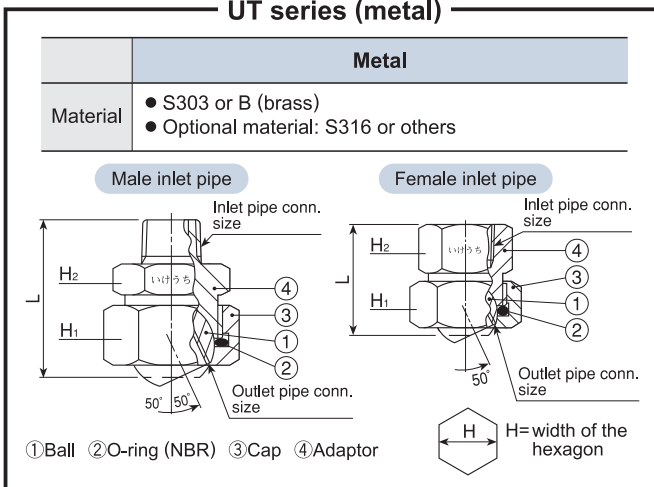 UT series (metal)
Metal
Material
● S303 or B (brass)
● Optional material: S316 or others
Male inlet pipe
Female inlet pipe
Inlet pipe conn.
size
Inlet pipe conn.
size
H₂
いけうち
④
③
①
②
H₁
L
50° 50°
Outlet pipe conn.
size
H₂
いけうち
④
③
①
②
H₁
L
50°
Outlet pipe conn.
size
①Ball ②O-ring (NBR) ③Cap ④Adaptor
H
H=width of the
hexagon